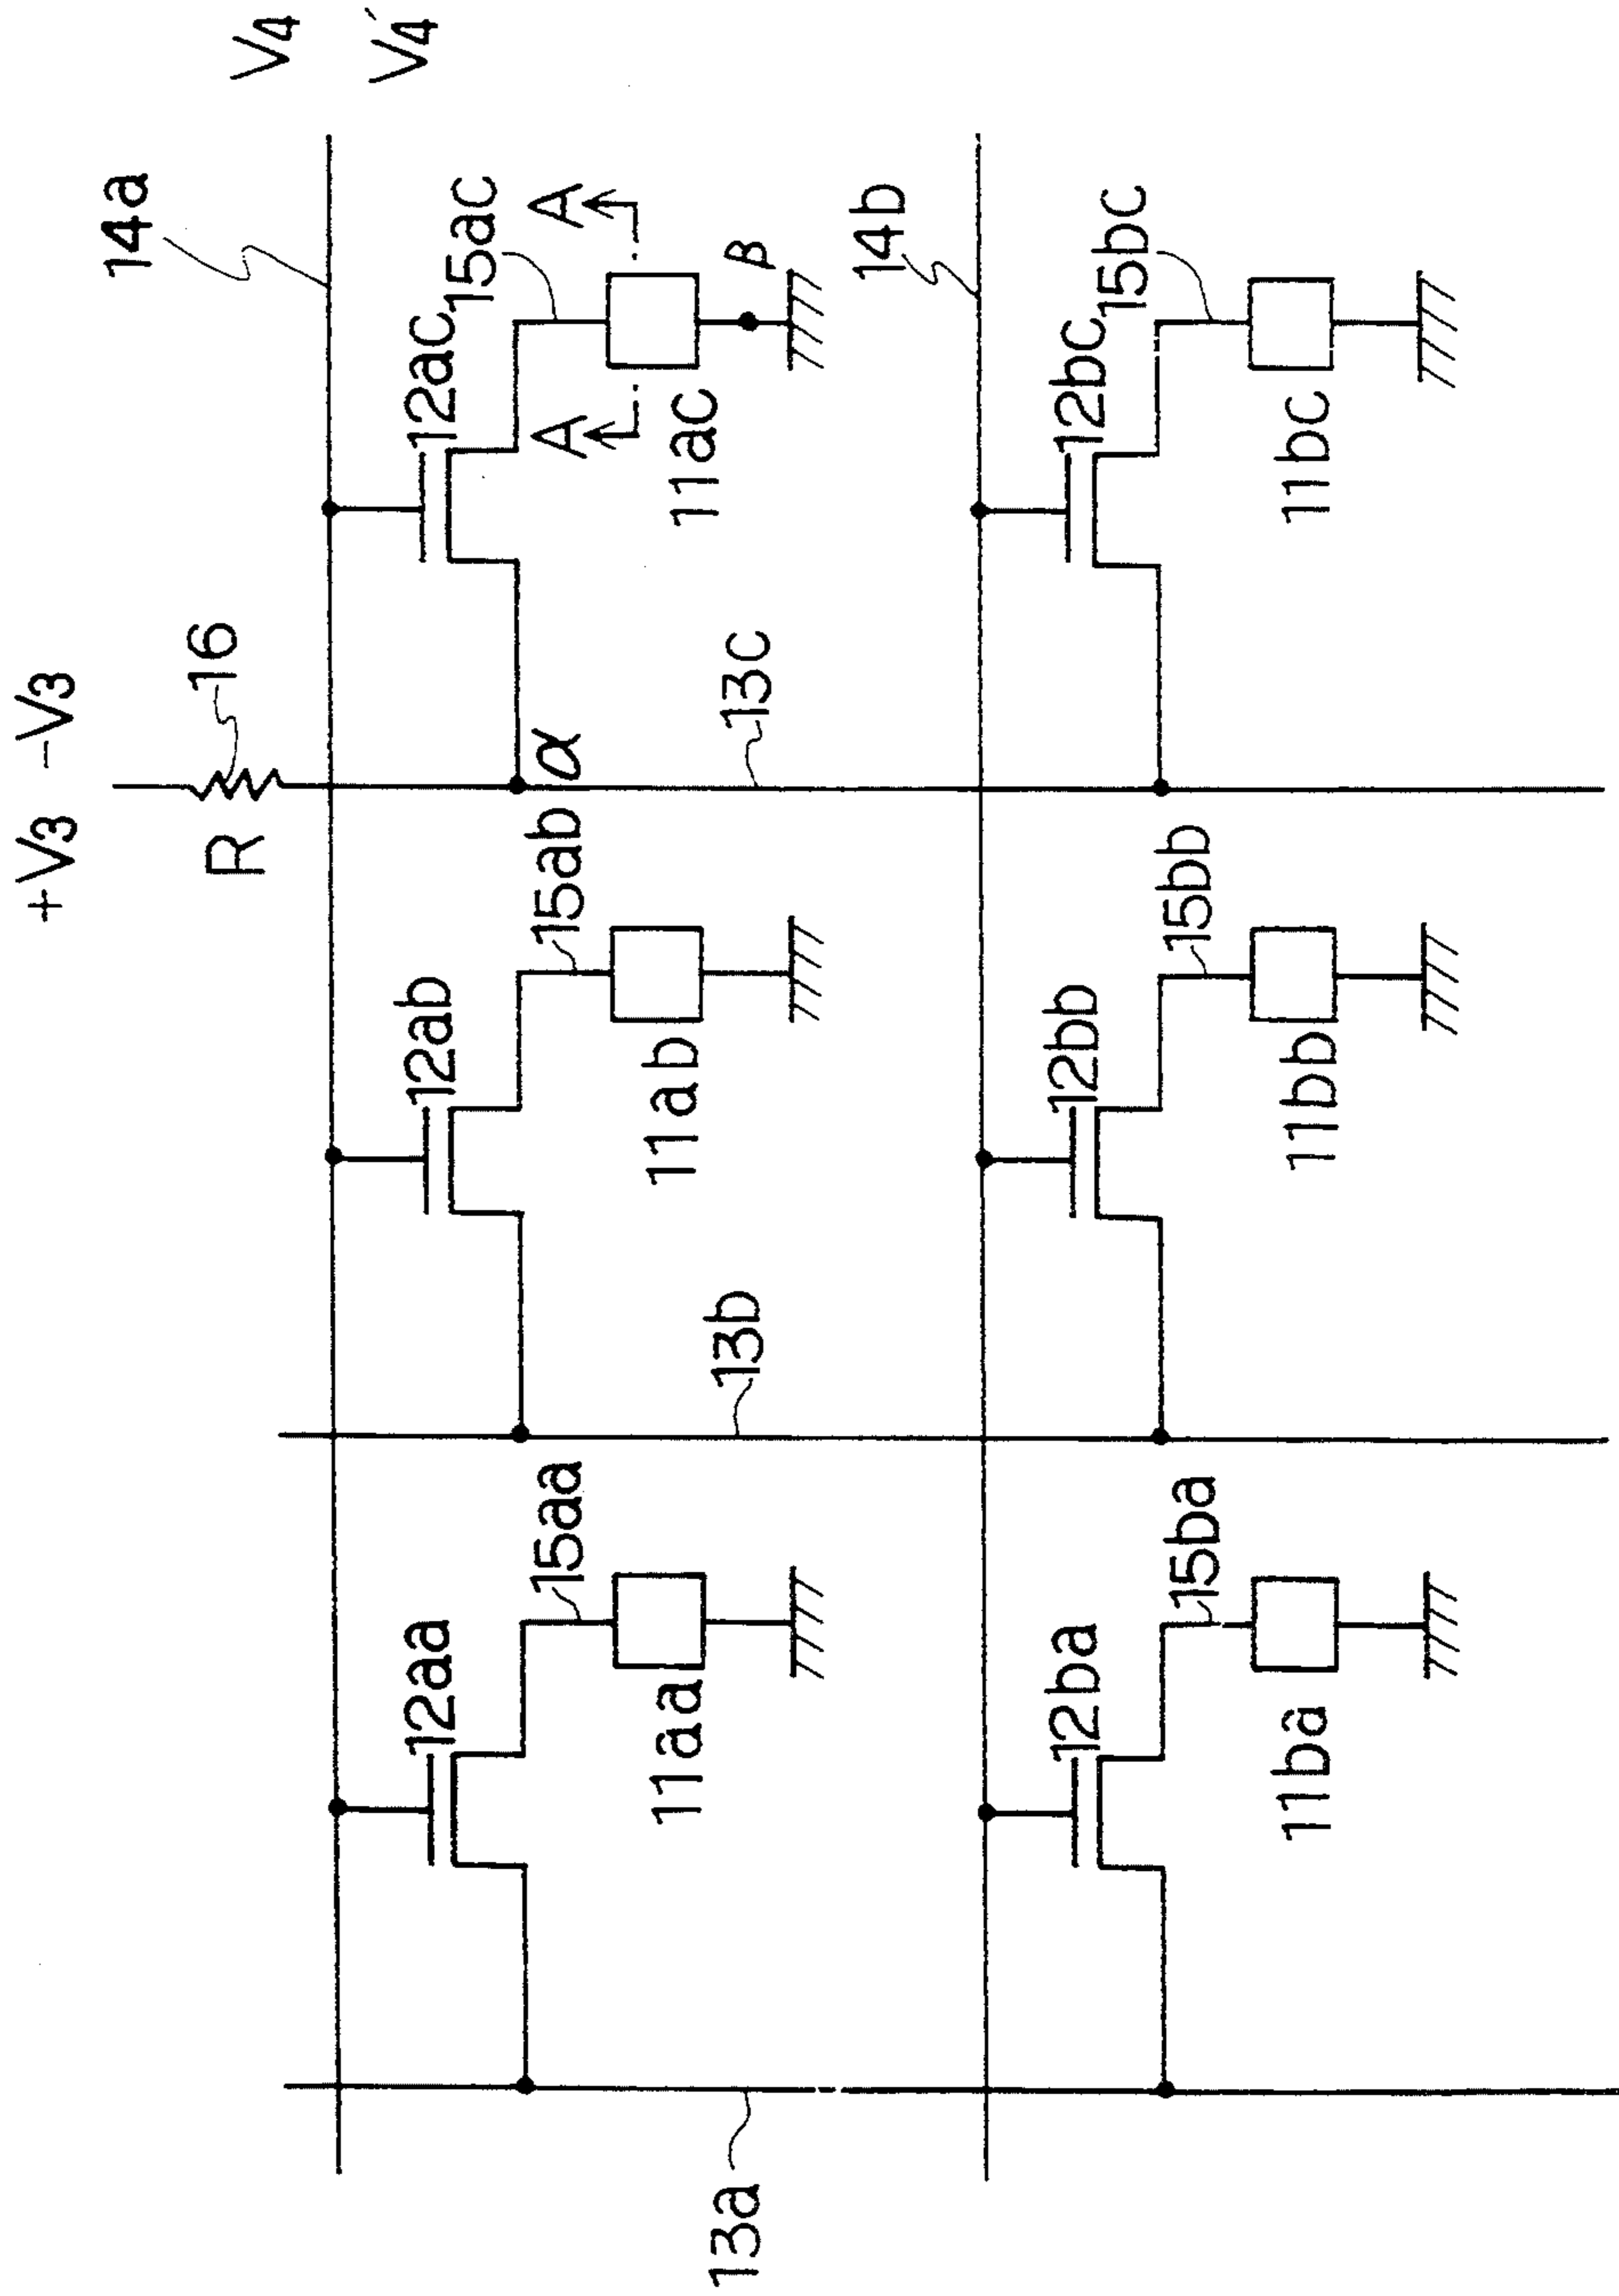 +V3 -V3
R
16
14a
V4
V4'
12aa
15aa
12ab
15ab
α
12ac
15ac
A
A
11aa
11ab
11ac
β
13a
13b
13c
14b
12ba
15ba
12bb
15bb
12bc
15bc
11ba
11bb
11bc